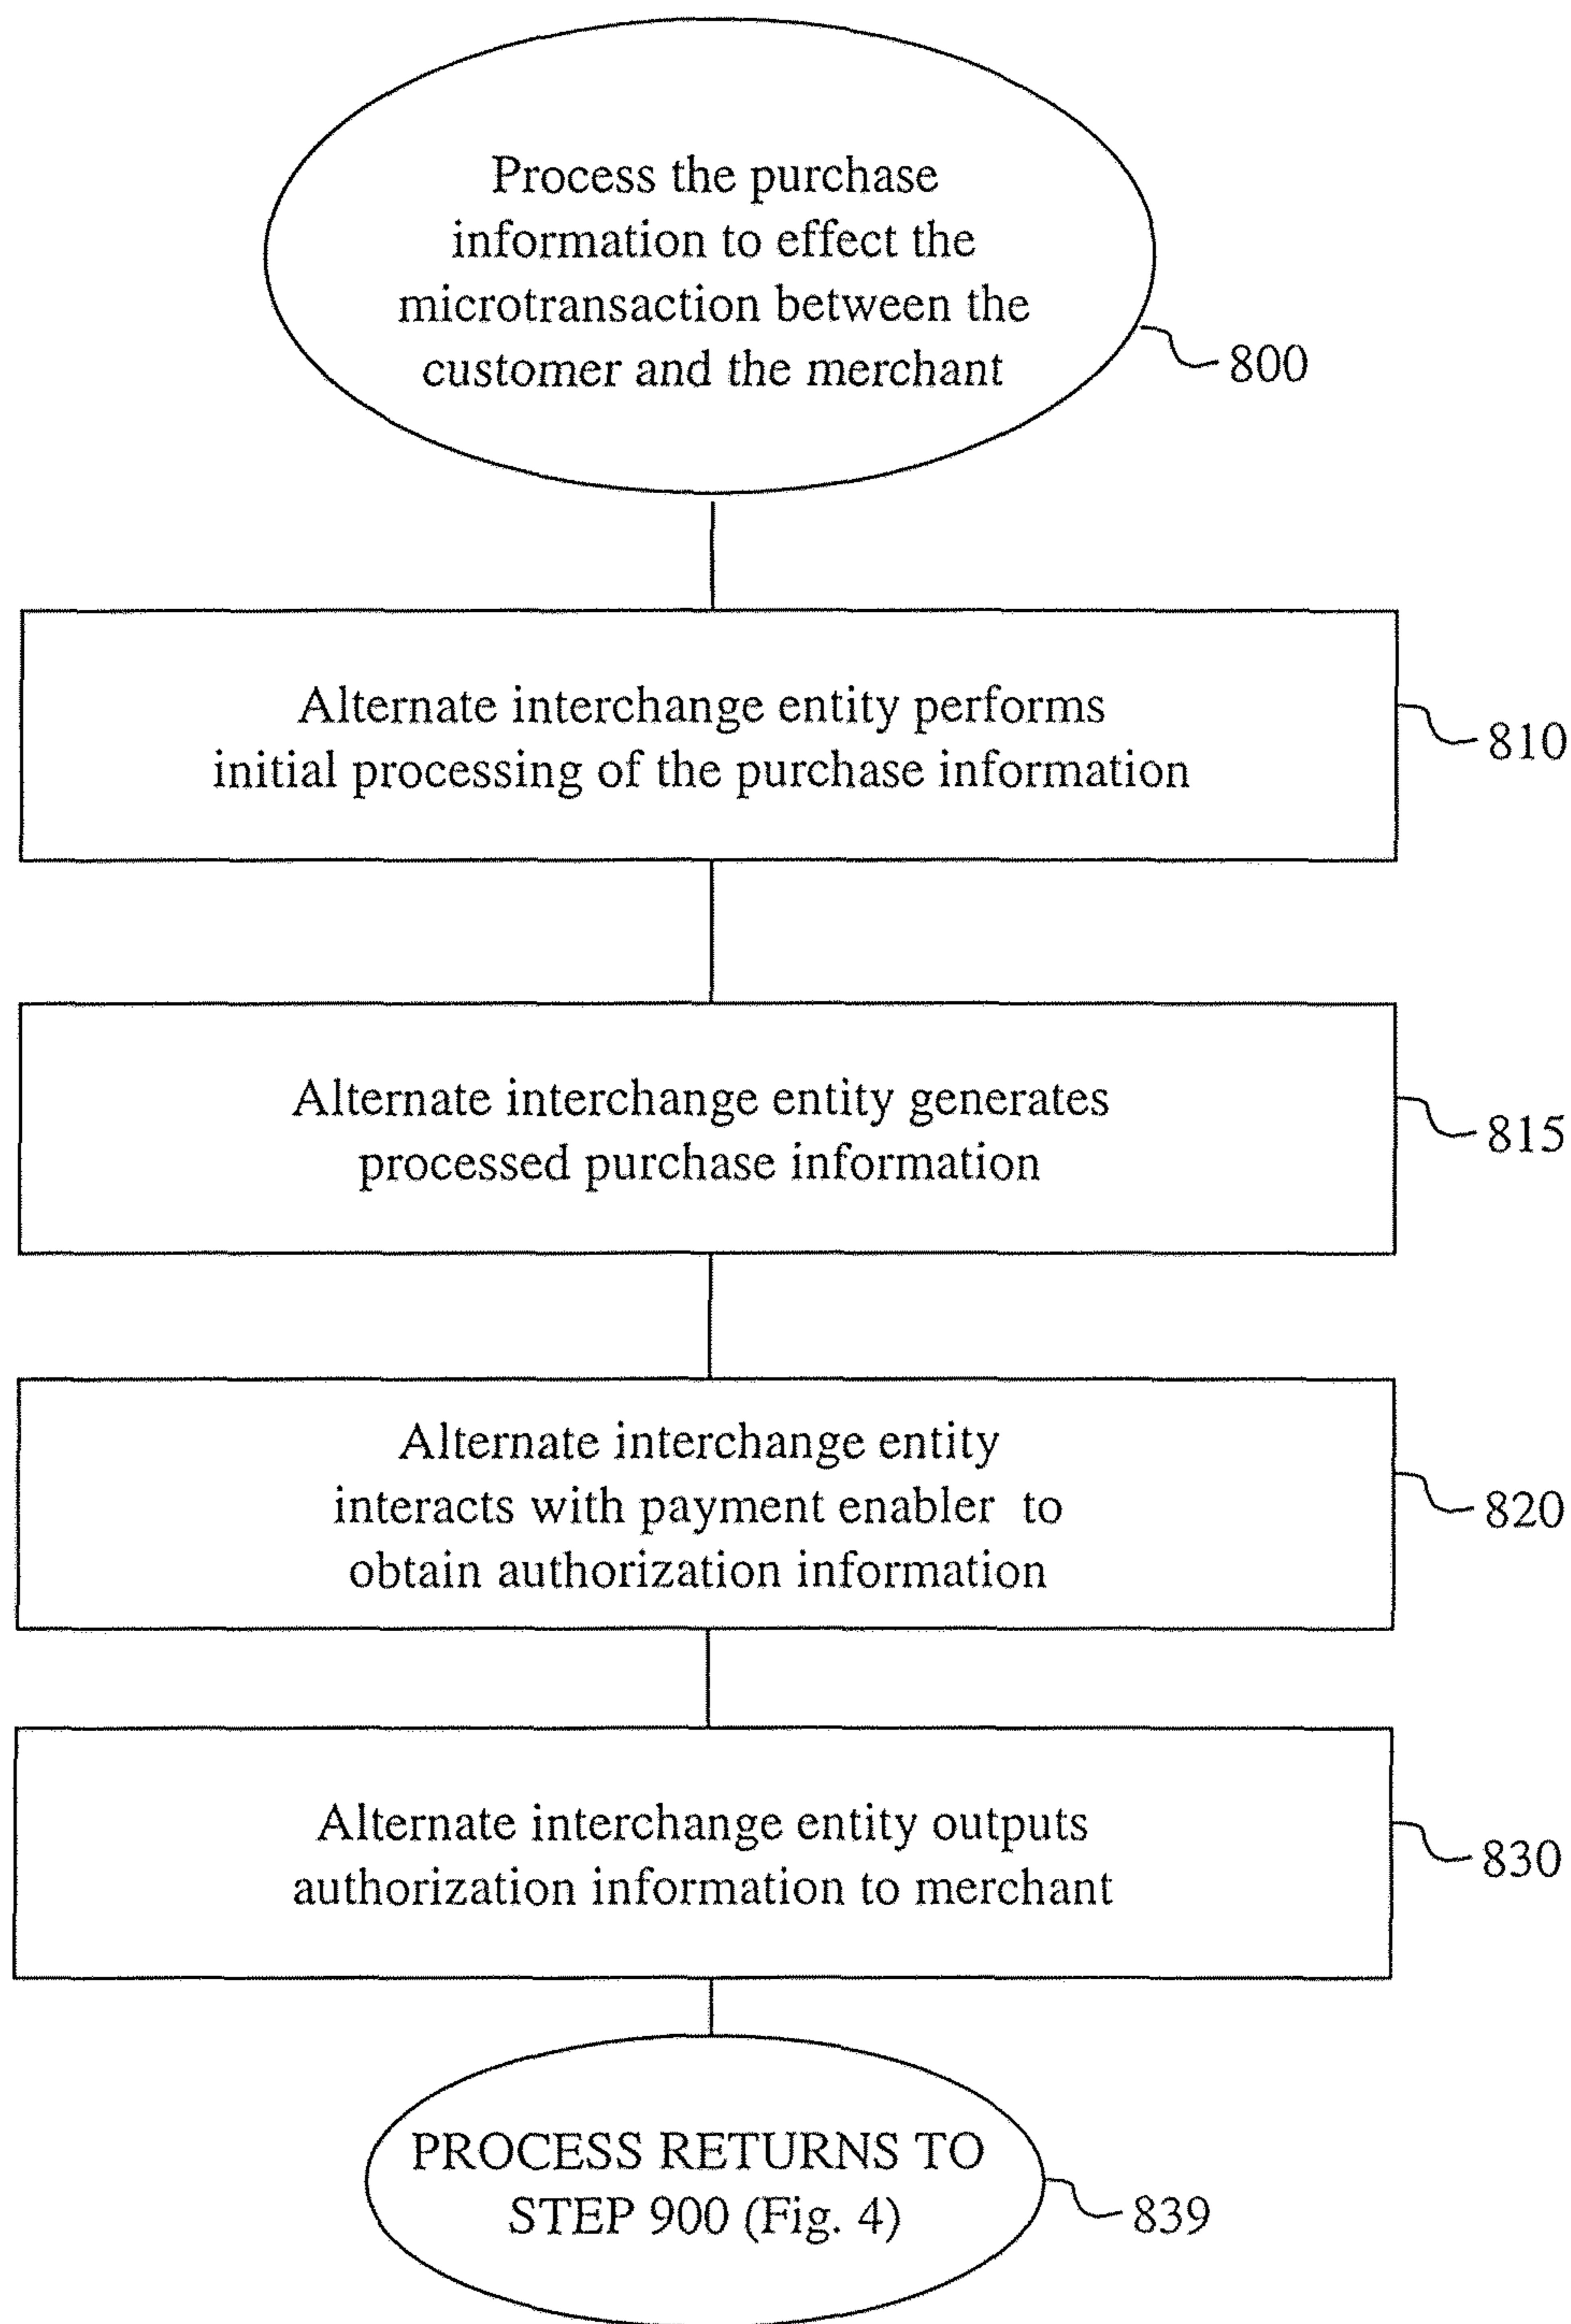 Process the purchase
information to effect the
microtransaction between the
customer and the merchant
800
Alternate interchange entity performs
initial processing of the purchase information
810
Alternate interchange entity generates
processed purchase information
815
Alternate interchange entity
interacts with payment enabler to
obtain authorization information
820
Alternate interchange entity outputs
authorization information to merchant
830
PROCESS RETURNS TO
STEP 900 (Fig. 4)
839